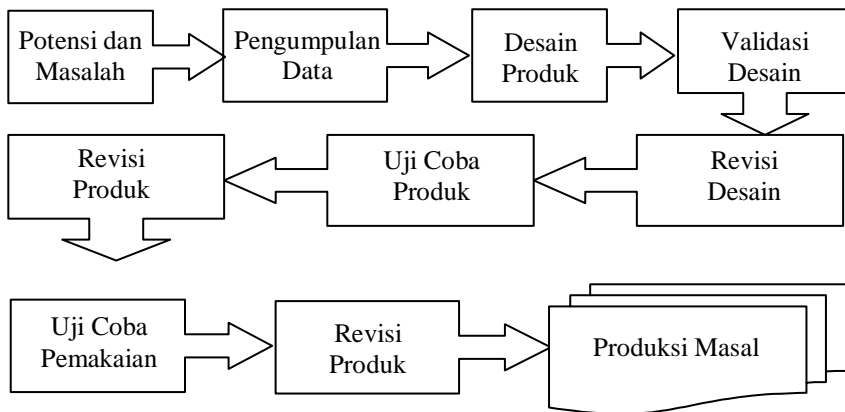 Potensi dan
Masalah
Pengumpulan
Data
Desain
Produk
Validasi
Desain
Revisi
Desain
Uji Coba
Produk
Revisi
Produk
Uji Coba
Pemakaian
Revisi
Produk
Produksi Masal